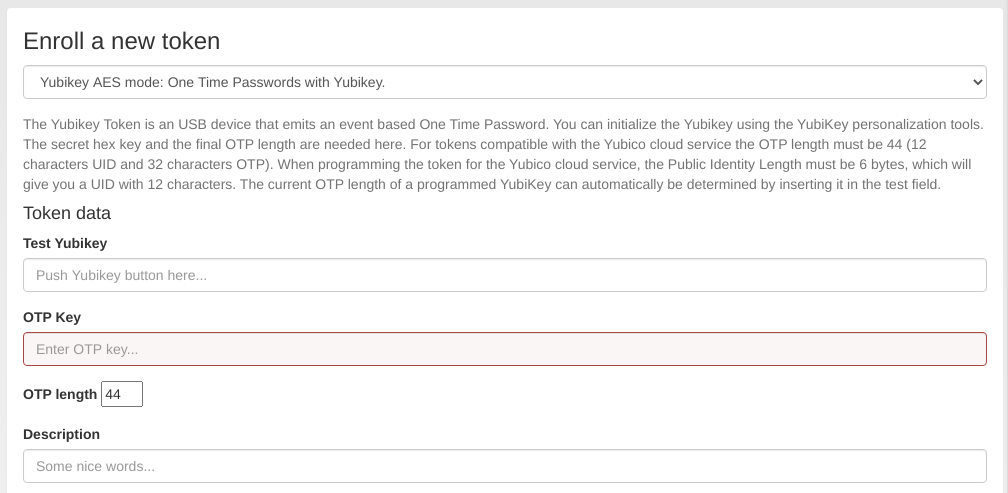 Enroll a new token
Yubikey AES mode: One Time Passwords with Yubikey.
The Yubikey Token is an USB device that emits an event based One Time Password. You can initialize the Yubikey using the YubiKey personalization tools.
The secret hex key and the final OTP length are needed here. For tokens compatible with the Yubico cloud service the OTP length must be 44 (12
characters UID and 32 characters OTP). When programming the token for the Yubico cloud service, the Public Identity Length must be 6 bytes, which will
give you a UID with 12 characters. The current OTP length of a programmed YubiKey can automatically be determined by inserting it in the test field.
Token data
Test Yubikey
Push Yubikey button here...
OTP Key
Enter OTP key...
OTP length 44
Description
Some nice words...